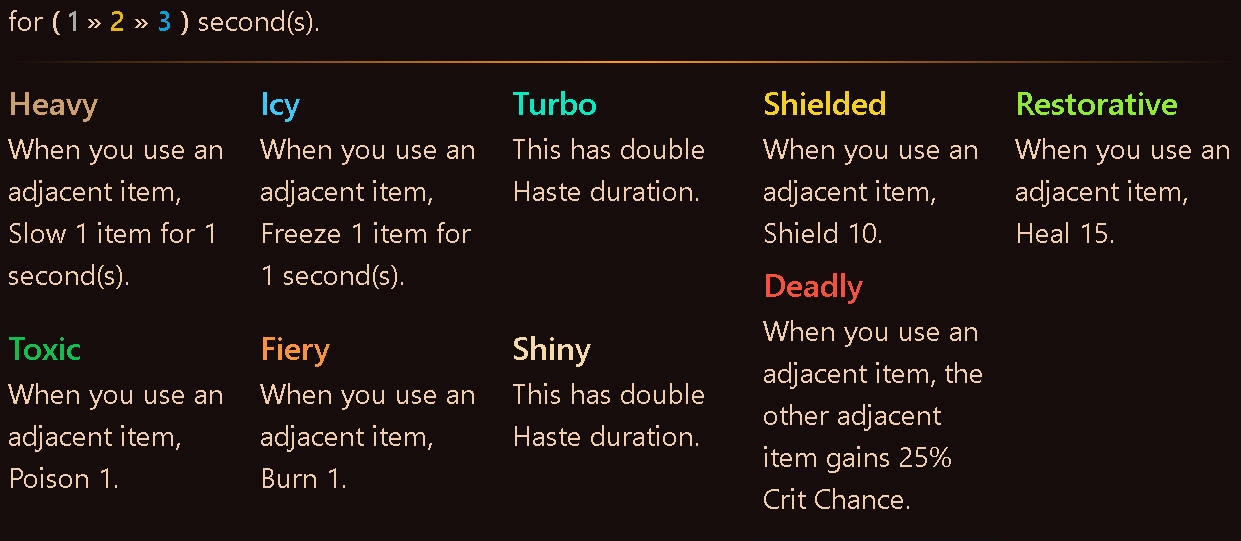 for ( 1 » 2 » 3 ) second(s).
Heavy
When you use an
adjacent item,
Slow 1 item for 1
second(s).
Icy
When you use an
adjacent item,
Freeze 1 item for
1 second(s).
Turbo
This has double
Haste duration.
Shielded
When you use an
adjacent item,
Shield 10.
Restorative
When you use an
adjacent item,
Heal 15.
Toxic
When you use an
adjacent item,
Poison 1.
Fiery
When you use an
adjacent item,
Burn 1.
Shiny
This has double
Haste duration.
Deadly
When you use an
adjacent item, the
other adjacent
item gains 25%
Crit Chance.